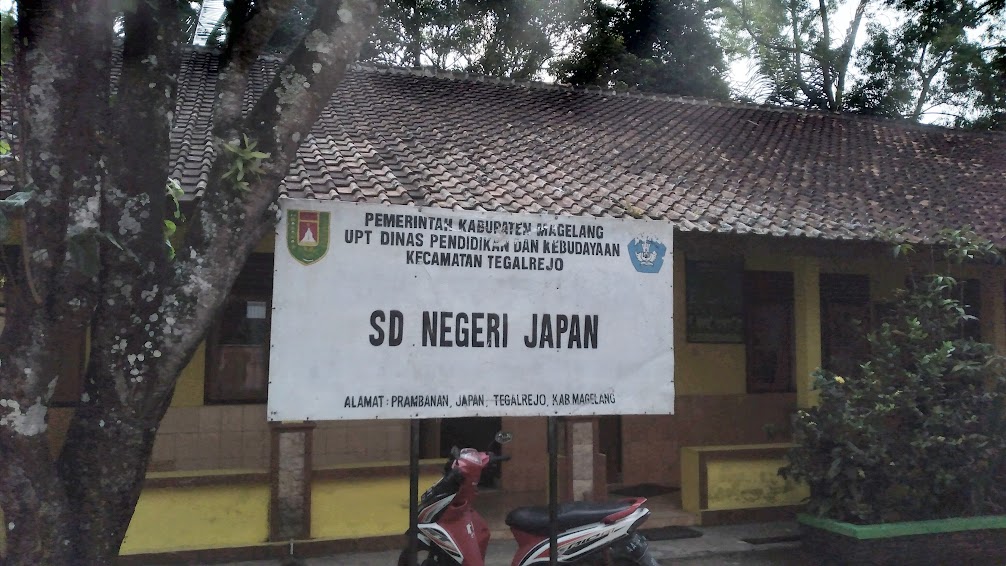 PEMERINTAH KABUPATEN MAGELANG
UPT DINAS PENDIDIKAN DAN KEBUDAYAAN
KECAMATAN TEGALREJO
SD NEGERI JAPAN
ALAMAT : PRAMBANAN, JAPAN, TEGALREJO, KAB MAGELANG